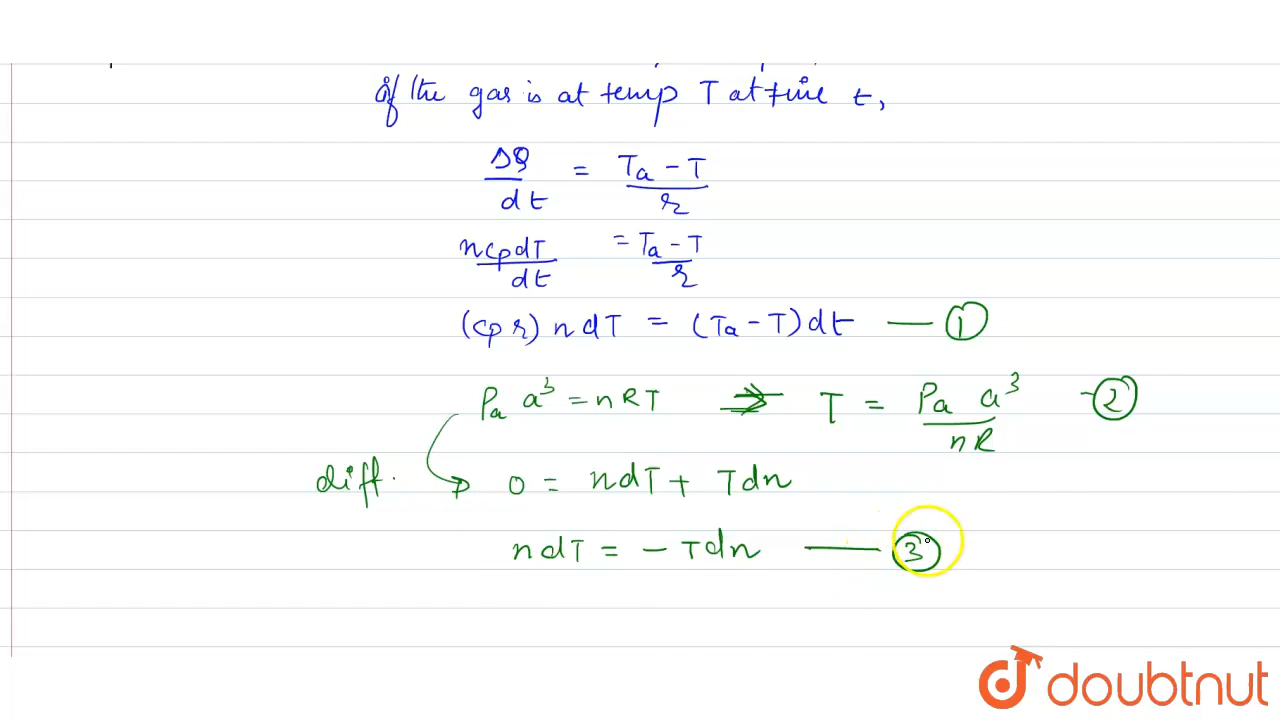 of the gas is at temp T at time t,
ΔQ/dt = Ta - T/r
nCpdT/dt = Ta - T/r
(Cp r) n dT = (Ta - T) dt — ①
Pa a³ = nRT ⇒ T = Pa a³/nR - ②
diff. → 0 = ndT + Tdn
ndT = - Tdn — ③
doubtnut